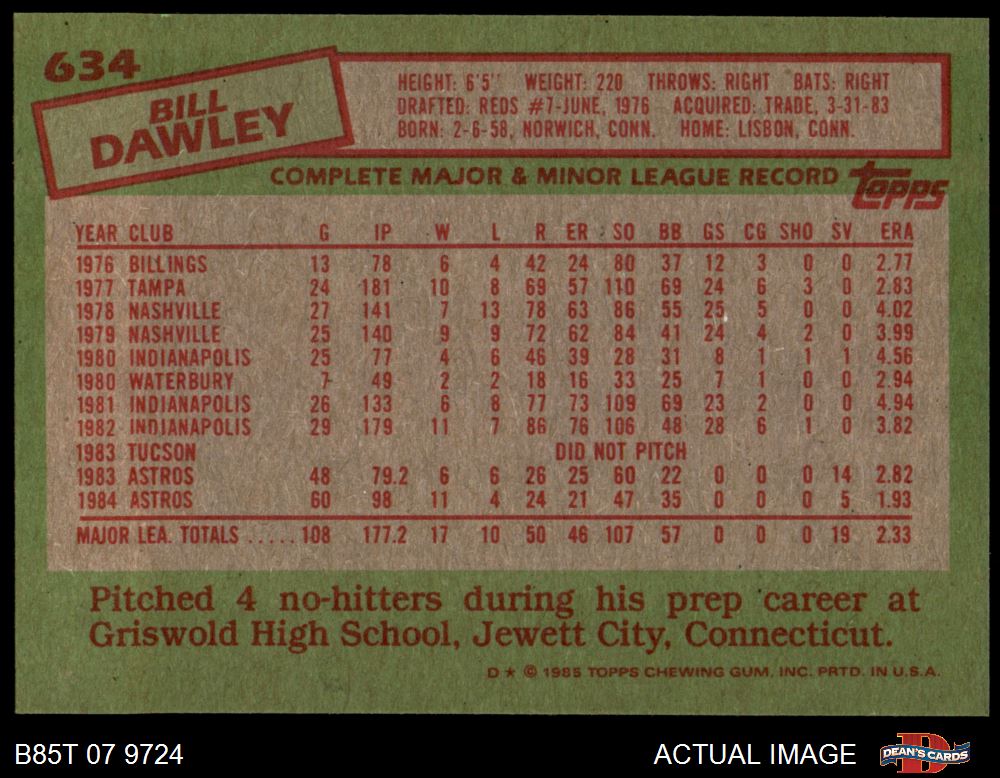 634
BILL
DAWLEY
HEIGHT: 6'5" WEIGHT: 220 THROWS: RIGHT BATS: RIGHT
DRAFTED: REDS #7-JUNE, 1976 ACQUIRED: TRADE, 3-31-83
BORN: 2-6-58, NORWICH, CONN. HOME: LISBON, CONN.
COMPLETE MAJOR & MINOR LEAGUE RECORD topps
YEAR CLUB G IP W L R ER SO BB GS CG SHO SV ERA
1976 BILLINGS 13 78 6 4 42 24 80 37 12 3 0 0 2.77
1977 TAMPA 24 181 10 8 69 57 110 69 24 6 3 0 2.83
1978 NASHVILLE 27 141 7 13 78 63 86 55 25 5 0 0 4.02
1979 NASHVILLE 25 140 9 9 72 62 84 41 24 4 2 0 3.99
1980 INDIANAPOLIS 25 77 4 6 46 39 28 31 8 1 1 1 4.56
1980 WATERBURY 7 49 2 2 18 16 33 25 7 1 0 0 2.94
1981 INDIANAPOLIS 26 133 6 8 77 73 109 69 23 2 0 0 4.94
1982 INDIANAPOLIS 29 179 11 7 86 76 106 48 28 6 1 0 3.82
1983 TUCSON DID NOT PITCH
1983 ASTROS 48 79.2 6 6 26 25 60 22 0 0 0 14 2.82
1984 ASTROS 60 98 11 4 24 21 47 35 0 0 0 5 1.93
MAJOR LEA. TOTALS ..... 108 177.2 17 10 50 46 107 57 0 0 0 19 2.33
Pitched 4 no-hitters during his prep career at
Griswold High School, Jewett City, Connecticut.
D★ © 1985 TOPPS CHEWING GUM, INC. PRTD. IN U.S.A.
B85T 07 9724 ACTUAL IMAGE DEAN'S CARDS